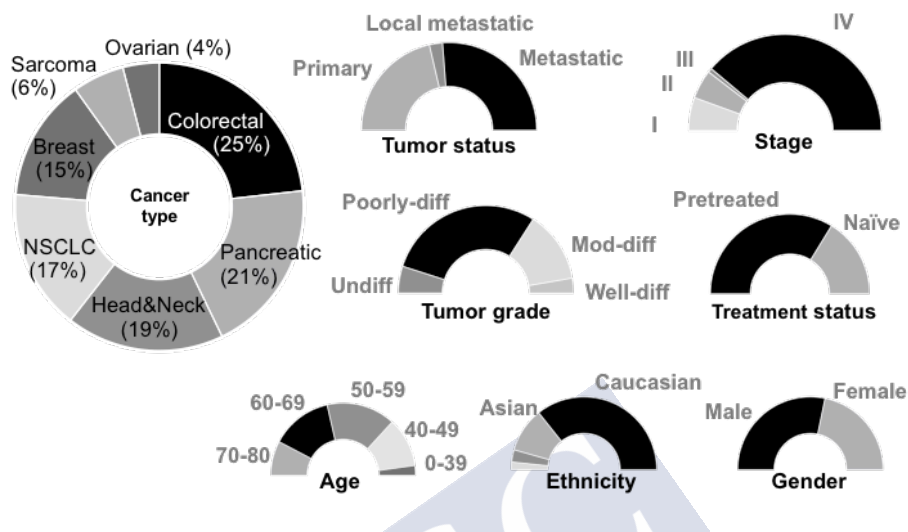 Ovarian (4%)
Sarcoma
(6%)
Colorectal
(25%)
Breast
(15%)
Cancer
type
NSCLC
(17%)
Pancreatic
(21%)
Head&Neck
(19%)
Local metastatic
Primary
Metastatic
Tumor status
IV
III
II
I
Stage
Poorly-diff
Mod-diff
Undiff
Well-diff
Tumor grade
Pretreated
Naïve
Treatment status
50-59
60-69
40-49
70-80
0-39
Age
Caucasian
Asian
Ethnicity
Female
Male
Gender